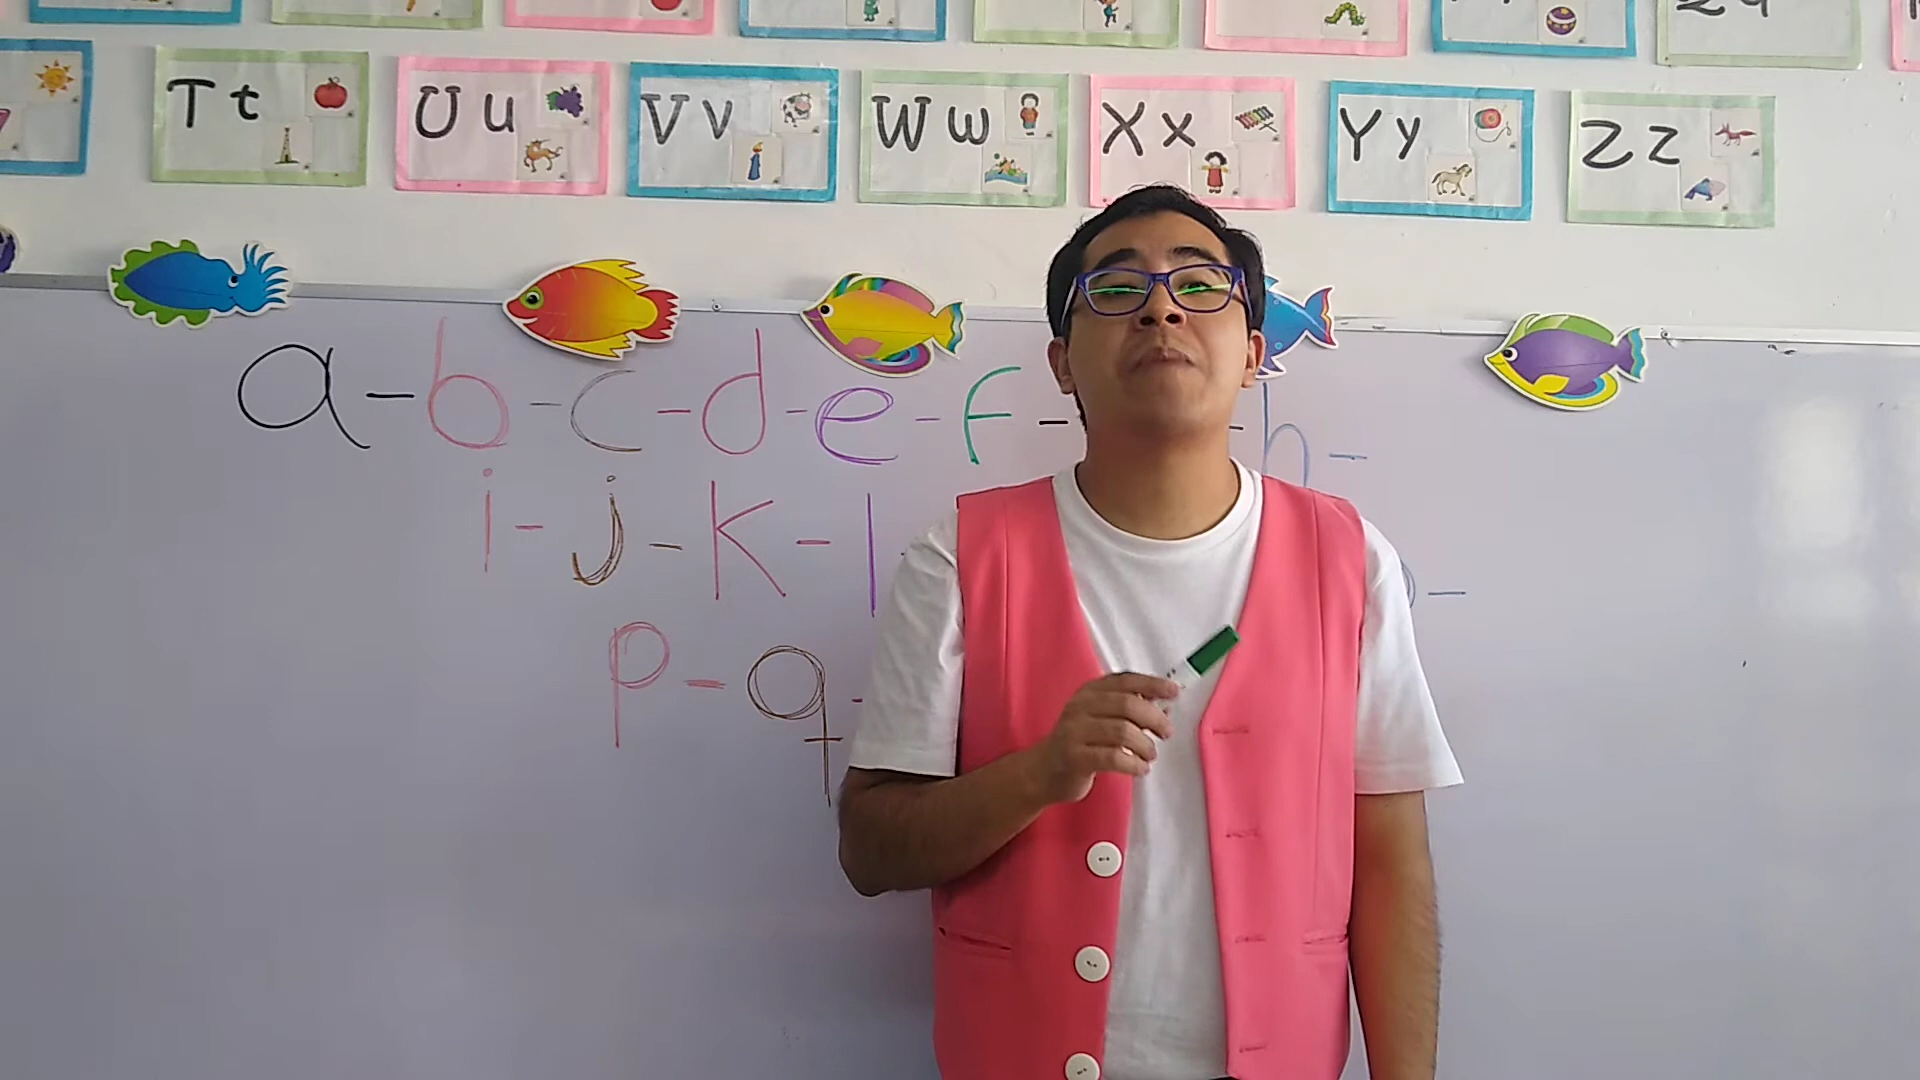 Tt Uu Vv Ww Xx Yy Zz
a-b-c-d-e-f- -h-
i-j-k-l
-
p-q-